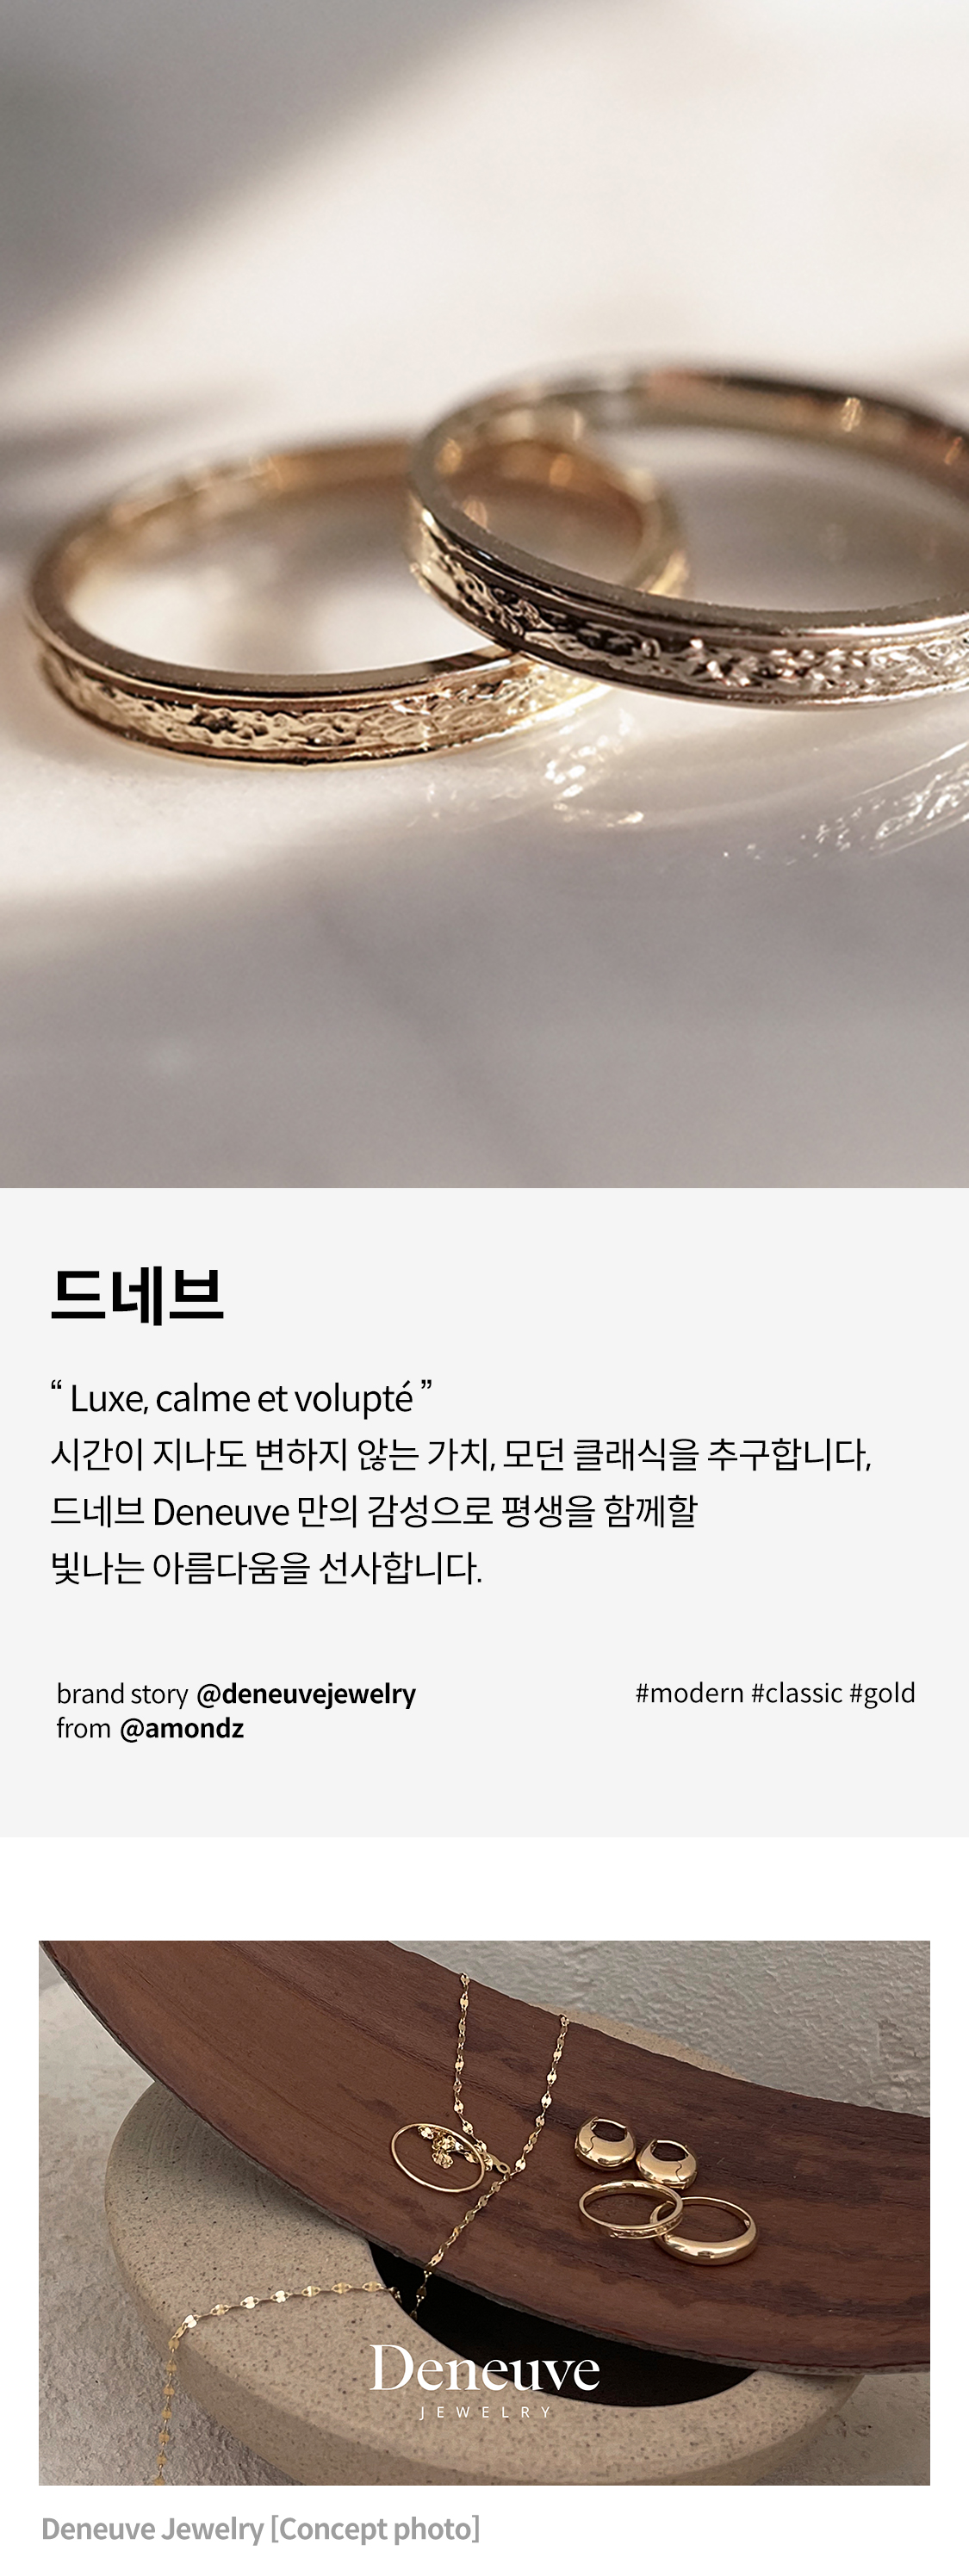 드네브
“ Luxe, calme et volupté ”
시간이 지나도 변하지 않는 가치, 모던 클래식을 추구합니다,
드네브 Deneuve 만의 감성으로 평생을 함께할
빛나는 아름다움을 선사합니다.
brand story @deneuvejewelry
from @amondz
#modern #classic #gold
Deneuve
JEWELRY
Deneuve Jewelry [Concept photo]